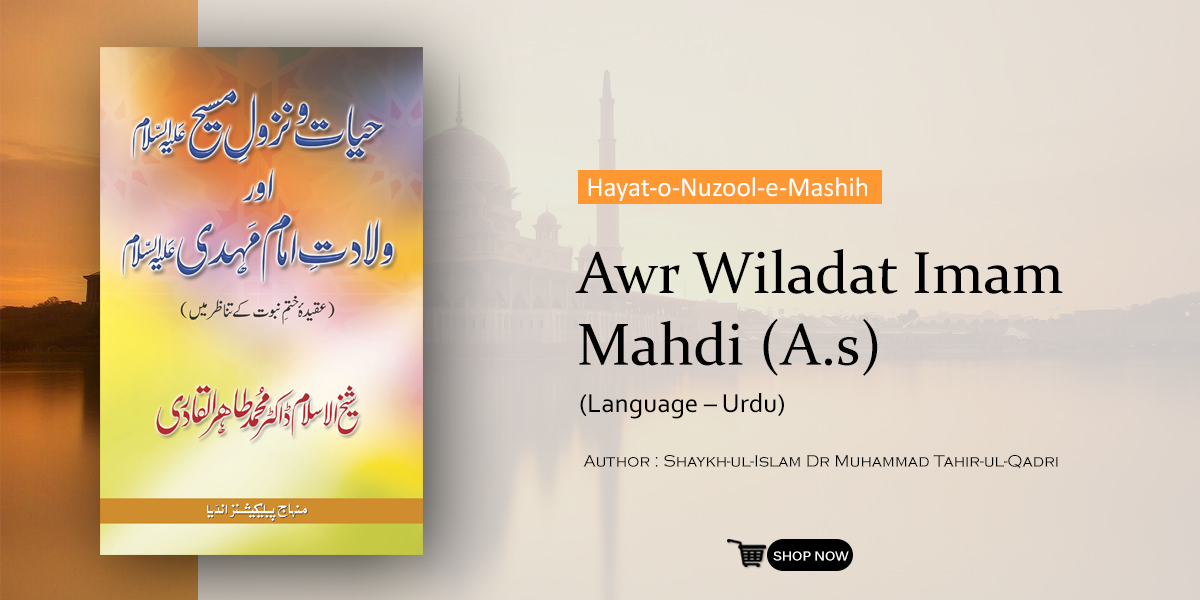 حیات و نزولِ مسیح علیہ السلام
اور
ولادتِ امام مہدی علیہ السلام
(عقیدۂ ختمِ نبوت کے تناظر میں)
شیخ الاسلام ڈاکٹر محمد طاہر القادری
منہاج پبلیکیشنز انڈیا
Hayat-o-Nuzool-e-Mashih
Awr Wiladat Imam
Mahdi (A.s)
(Language – Urdu)
Author : Shaykh-ul-Islam Dr Muhammad Tahir-ul-Qadri
SHOP NOW